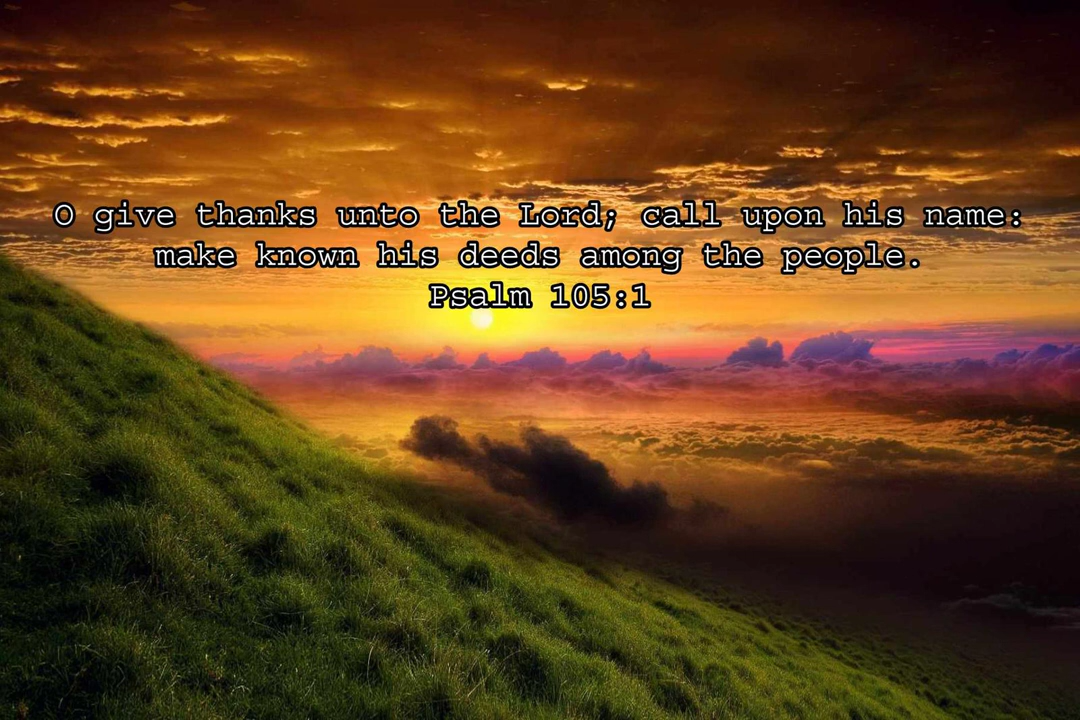 O give thanks unto the Lord; call upon his name:
make known his deeds among the people.
Psalm 105:1